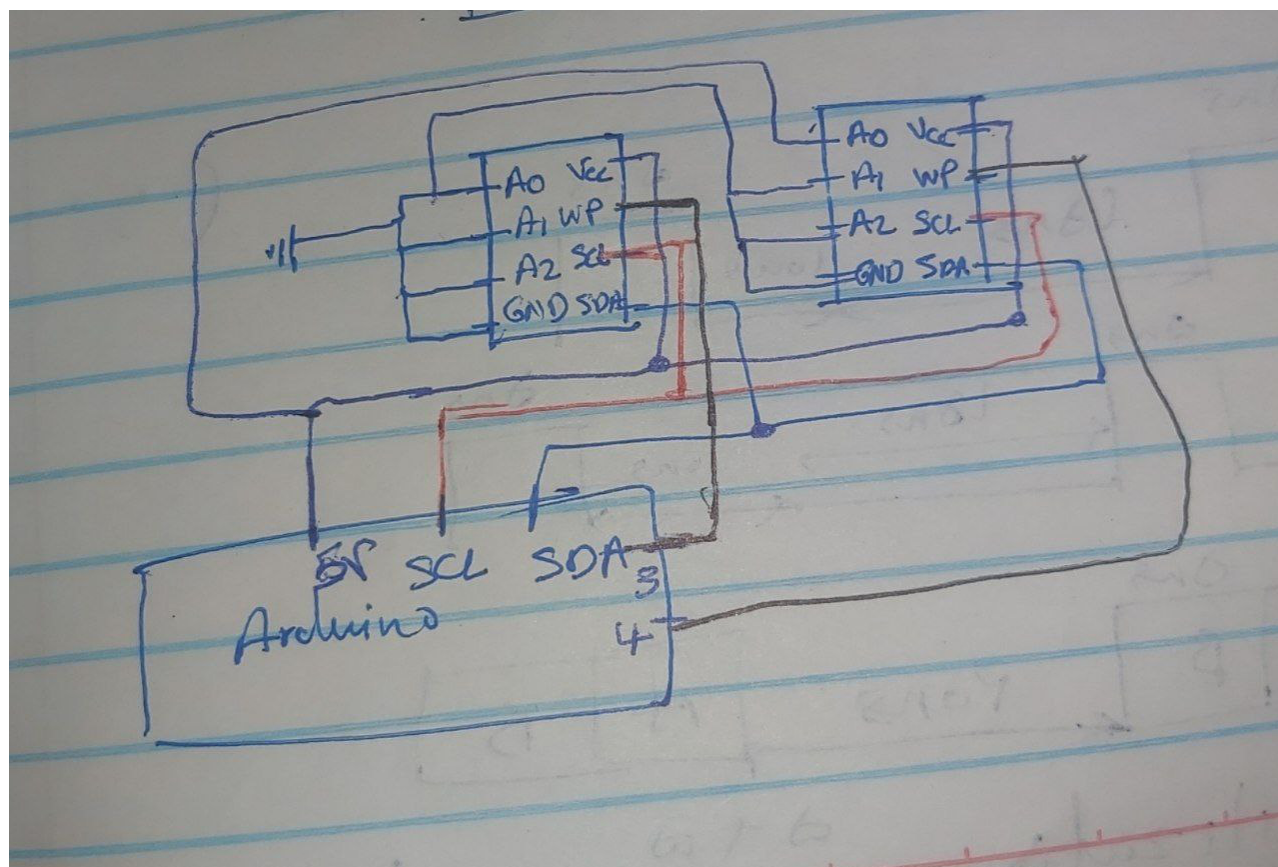 A0 Vcc
A1 WP
A2 SCL
GND SDA
A0 Vcc
A1 WP
A2 SCL
GND SDA
5V SCL SDA
3
Arduino
4